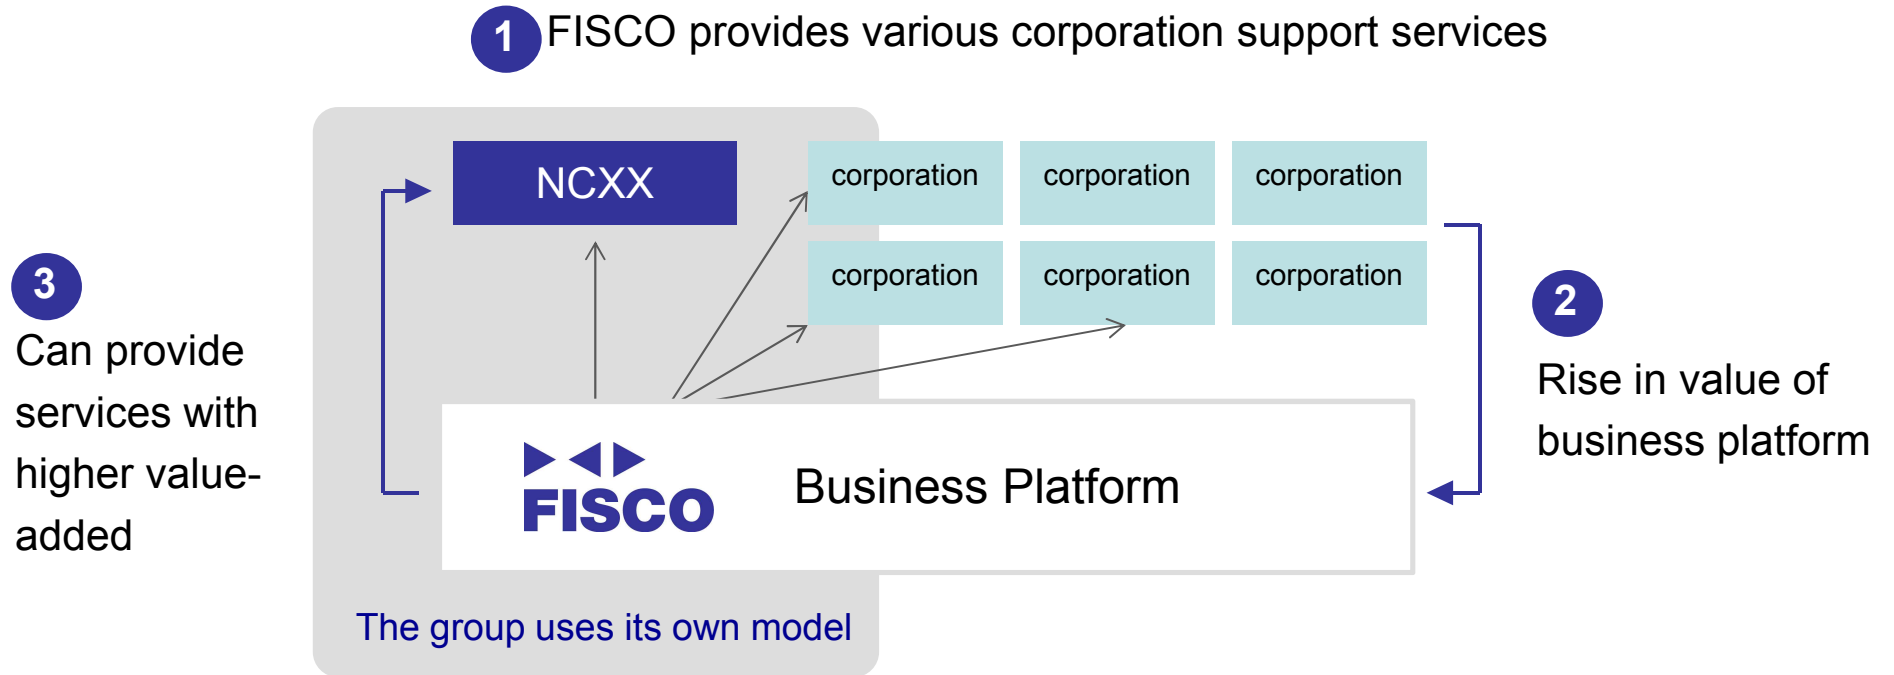 1 FISCO provides various corporation support services
NCXX
corporation corporation corporation
corporation corporation corporation
3
Can provide
services with
higher value-
added
2
Rise in value of
business platform
FISCO
Business Platform
The group uses its own model